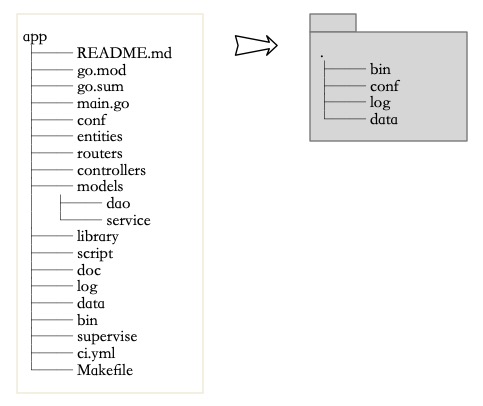 app
README.md
go.mod
go.sum
main.go
conf
entities
routers
controllers
models
dao
service
library
script
doc
log
data
bin
supervise
ci.yml
Makefile
.
bin
conf
log
data